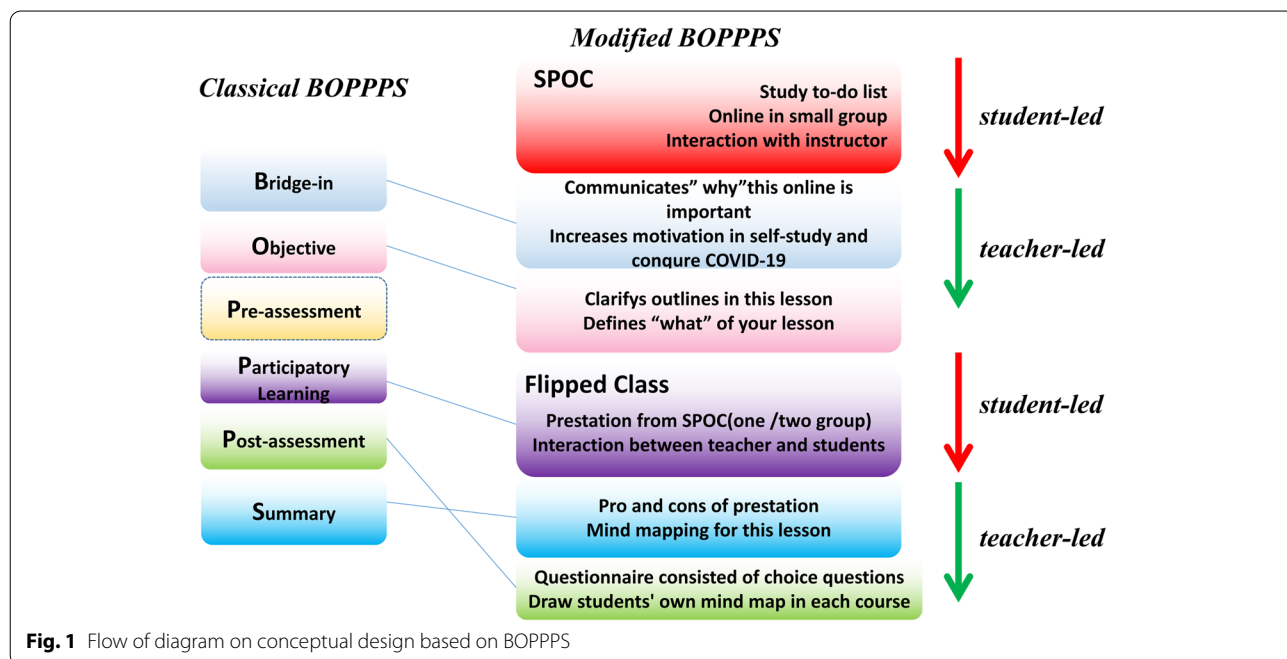 Modified BOPPPS
Classical BOPPPS
Bridge-in
Objective
Pre-assessment
Participatory
Learning
Post-assessment
Summary
SPOC
Study to-do list
Online in small group
Interaction with instructor
Communicates” why”this online is
important
Increases motivation in self-study and
conqure COVID-19
Clarifys outlines in this lesson
Defines “what” of your lesson
Flipped Class
Prestation from SPOC(one /two group)
Interaction between teacher and students
Pro and cons of prestation
Mind mapping for this lesson
Questionnaire consisted of choice questions
Draw students' own mind map in each course
student-led
teacher-led
student-led
teacher-led
Fig. 1 Flow of diagram on conceptual design based on BOPPPS